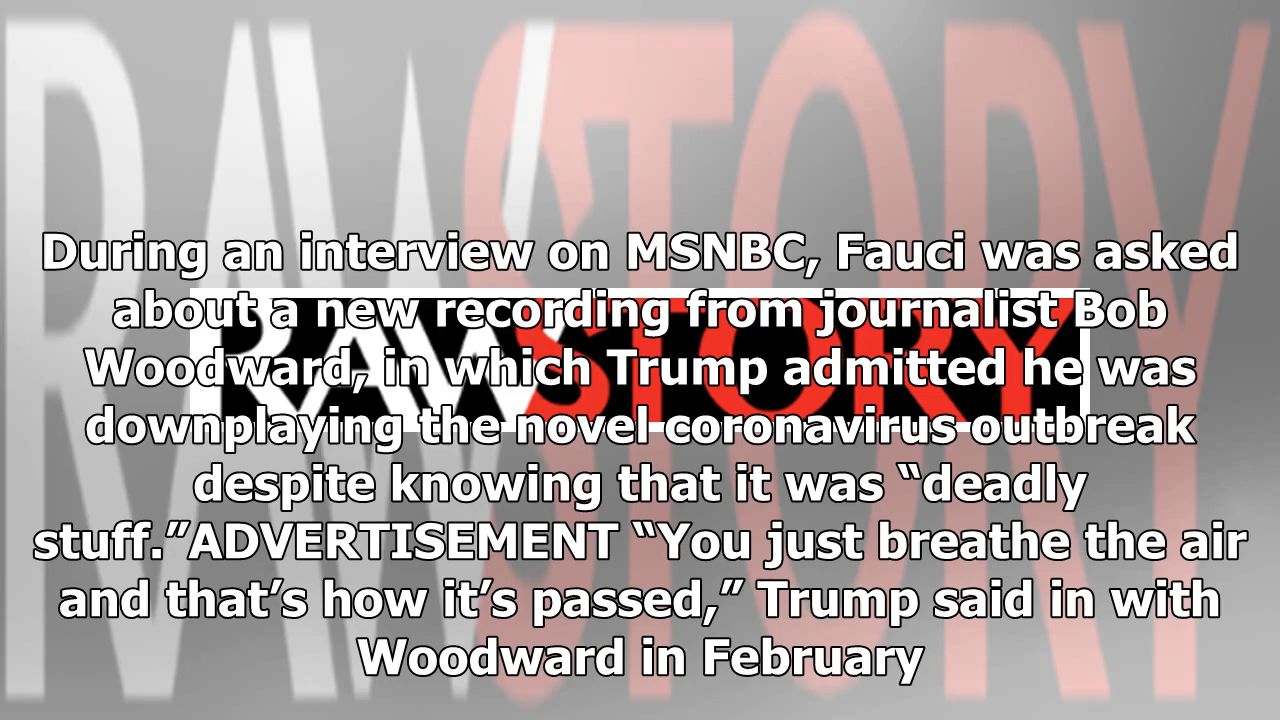 RAWSTORY
During an interview on MSNBC, Fauci was asked
about a new recording from journalist Bob
Woodward, in which Trump admitted he was
downplaying the novel coronavirus outbreak
despite knowing that it was “deadly
stuff.”ADVERTISEMENT “You just breathe the air
and that’s how it’s passed,” Trump said in with
Woodward in February
RAWSTORY